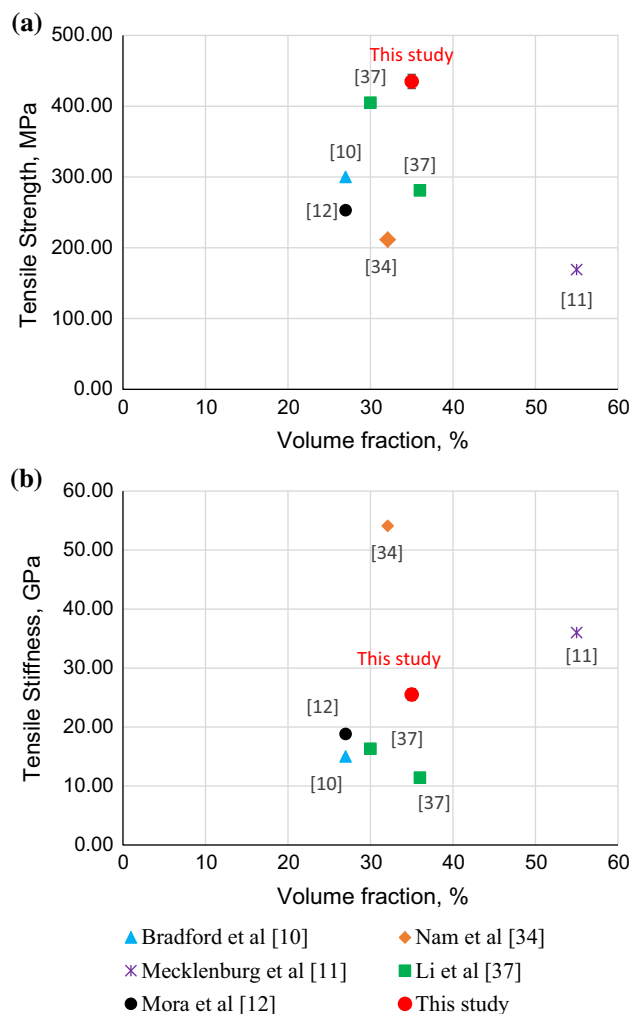 (a)
500.00
400.00
300.00
200.00
100.00
0.00
Tensile Strength, MPa
This study
[37]
[10]
[37]
[12]
[34]
[11]
0 10 20 30 40 50 60
Volume fraction, %
(b)
60.00
50.00
40.00
30.00
20.00
10.00
0.00
Tensile Stiffness, GPa
[34]
This study
[11]
[12]
[37]
[10]
[37]
0 10 20 30 40 50 60
Volume fraction, %
Bradford et al [10]
Nam et al [34]
Mecklenburg et al [11]
Li et al [37]
Mora et al [12]
This study